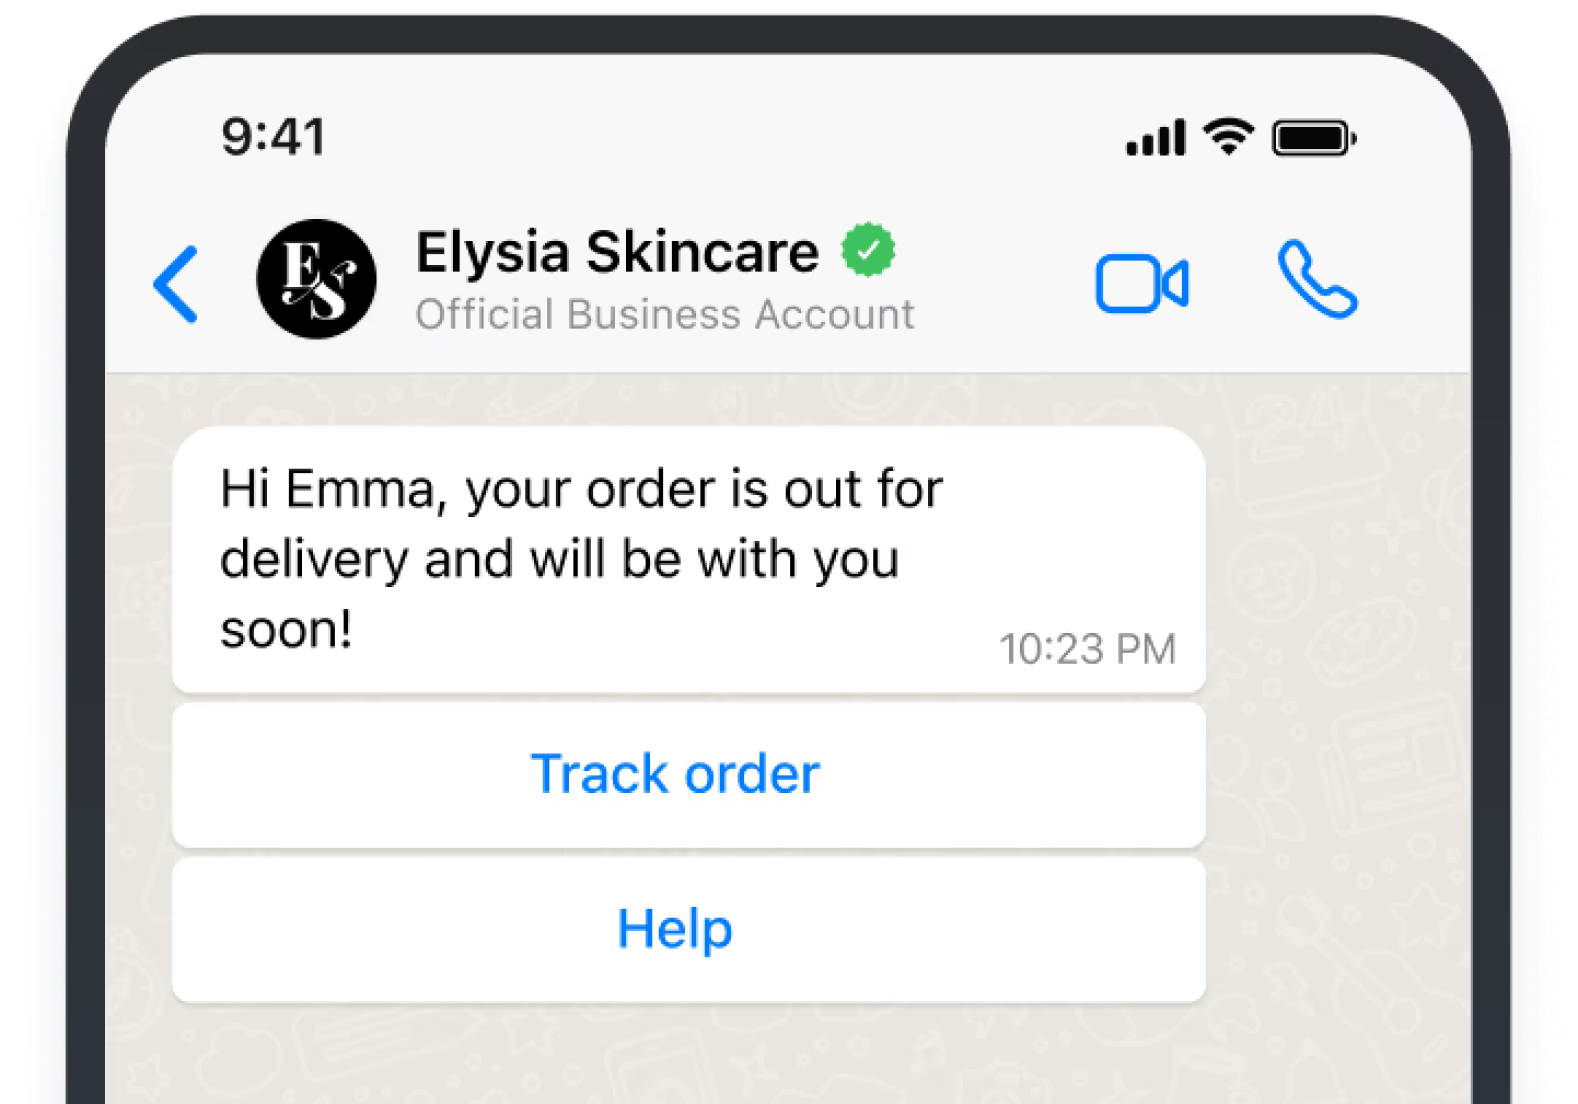 9:41
ES
Elysia Skincare
Official Business Account
24
Hi Emma, your order is out for
delivery and will be with you
soon!
10:23 PM
Track order
Help